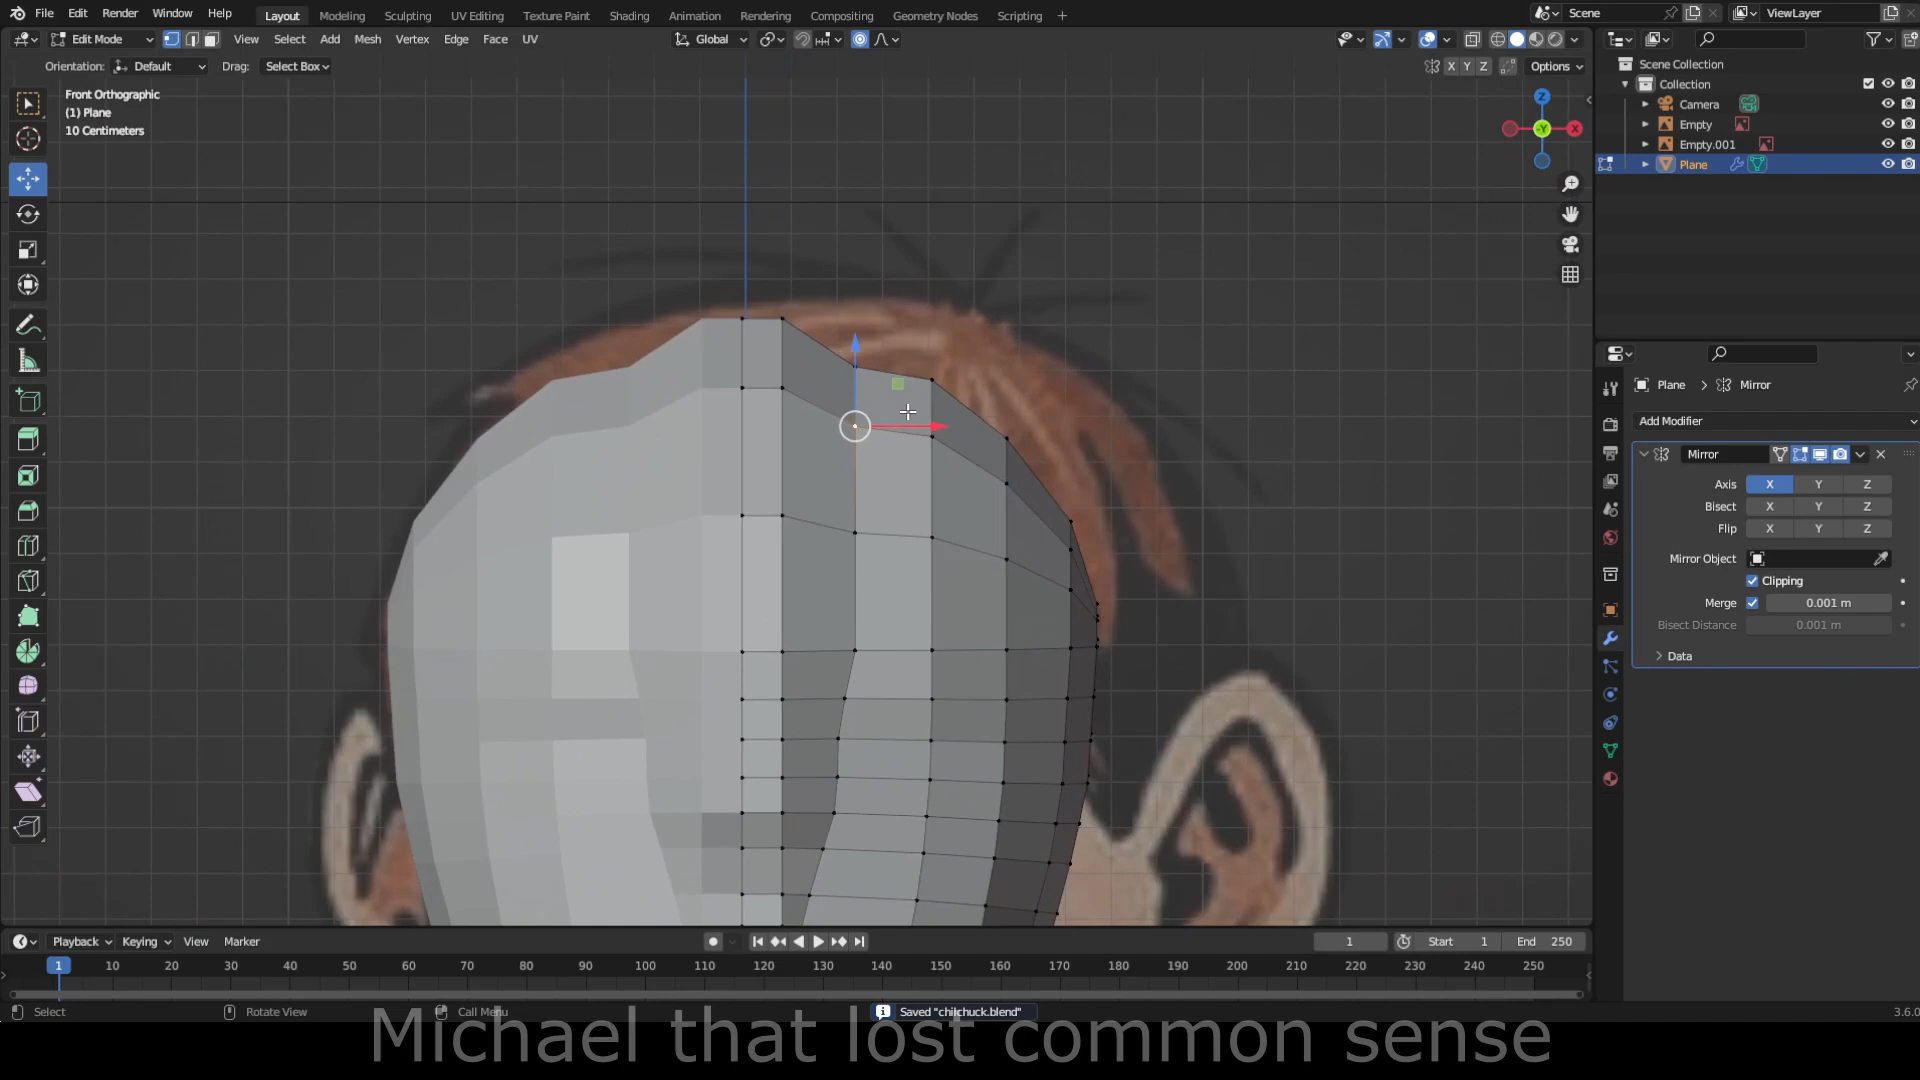 File Edit Render Window Help Layout Modeling Sculpting UV Editing Texture Paint Shading Animation Rendering Compositing Geometry Nodes Scripting + Scene ViewLayer
Edit Mode View Select Add Mesh Vertex Edge Face UV Global
Orientation: Default Drag: Select Box X Y Z Options
Front Orthographic
(1) Plane
10 Centimeters
Z
-Y
X
Scene Collection
Collection
Camera
Empty
Empty.001
Plane
Plane > Mirror
Add Modifier
Mirror
Axis X Y Z
Bisect X Y Z
Flip X Y Z
Mirror Object
Clipping
Merge 0.001 m
Bisect Distance 0.001 m
Data
Playback Keying View Marker 1 Start 1 End 250
1 10 20 30 40 50 60 70 80 90 100 110 120 130 140 150 160 170 180 190 200 210 220 230 240 250
Select Rotate View Call Menu Saved "chilchuck.blend" 3.6.0
Michael that lost common sense